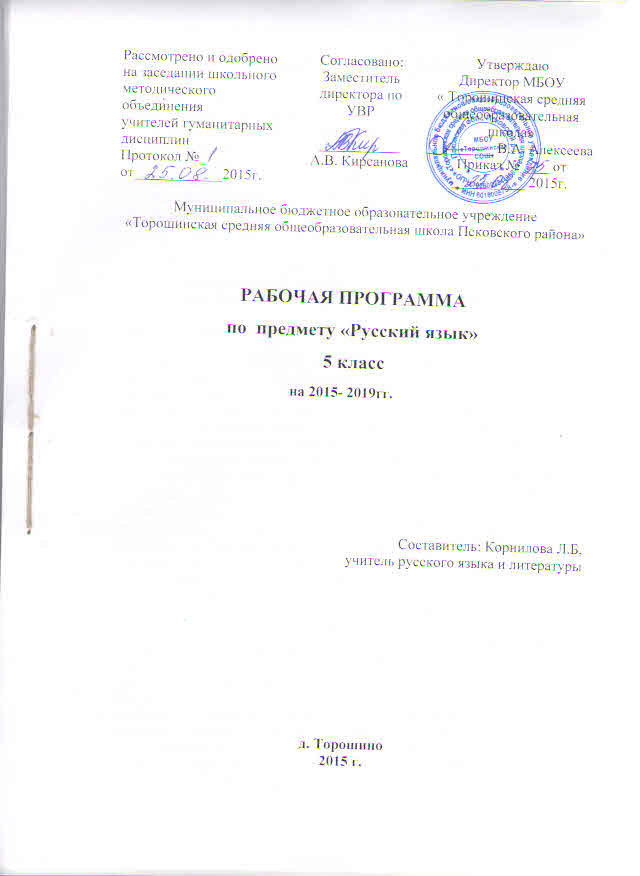 Рассмотрено и одобрено
на заседании школьного
методического
объединения
учителей гуманитарных
дисциплин
Протокол № 1
от 25.08. 2015г.
Согласовано:
Заместитель
директора по
УВР
А.В. Кирсанова
Утверждаю
Директор МБОУ
« Торошинская средняя
общеобразовательная
школа»
В.А. Алексеева
Приказ № от
2015г.
МБОУ
«Торошинская
СОШ»
Муниципальное бюджетное образовательное учреждение
«Торошинская средняя общеобразовательная школа Псковского района»
РАБОЧАЯ ПРОГРАММА
по предмету «Русский язык»
5 класс
на 2015- 2019гг.
Составитель: Корнилова Л.Б.
учитель русского языка и литературы
д. Торошино
2015 г.